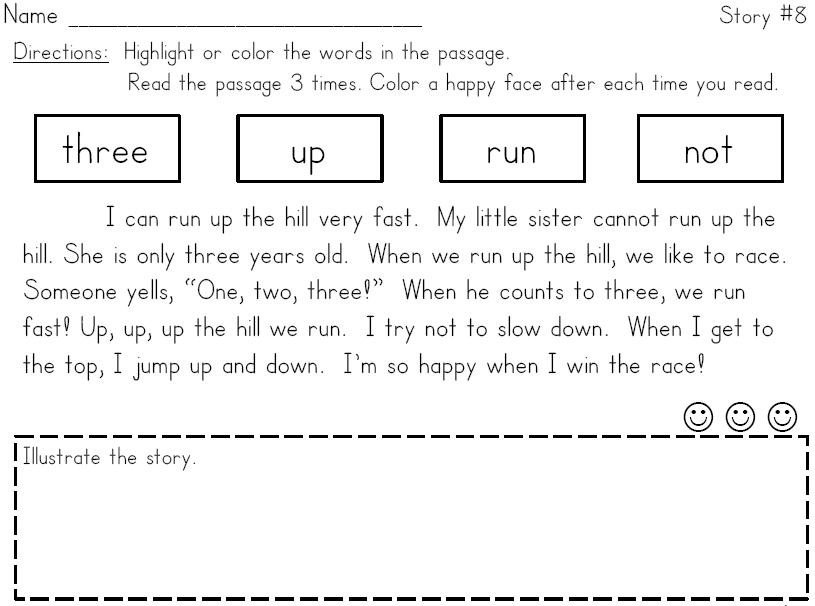 Name ___________________________________ Story #8
Directions: Highlight or color the words in the passage.
Read the passage 3 times. Color a happy face after each time you read.
three up run not
I can run up the hill very fast. My little sister cannot run up the
hill. She is only three years old. When we run up the hill, we like to race.
Someone yells, “One, two, three!” When he counts to three, we run
fast! Up, up, up the hill we run. I try not to slow down. When I get to
the top, I jump up and down. I'm so happy when I win the race!
Illustrate the story.